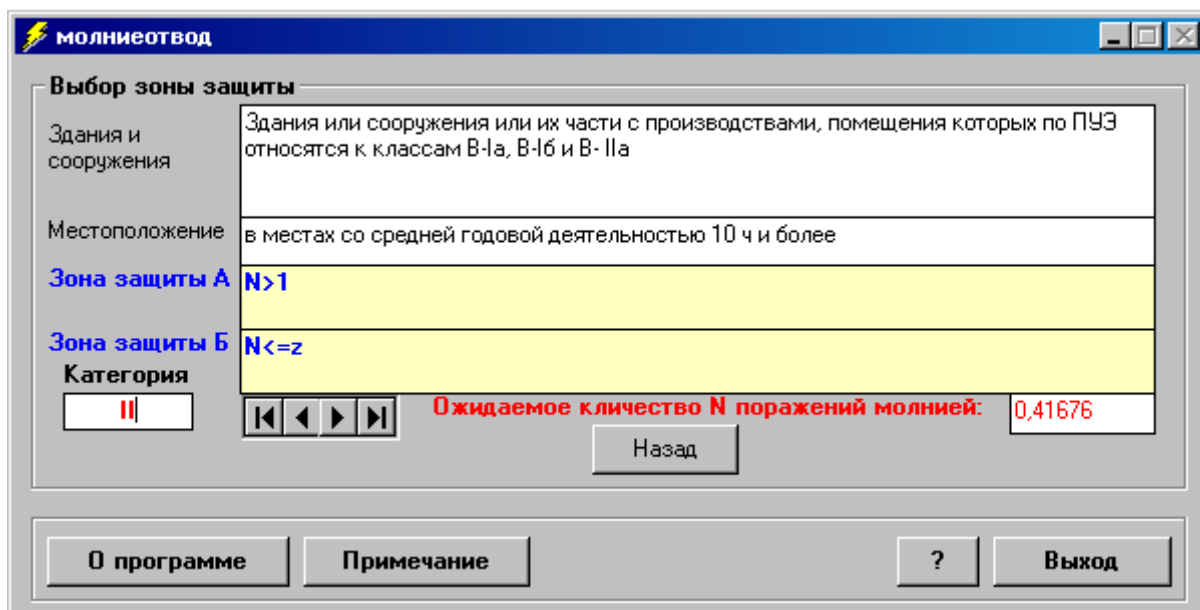 молниеотвод
Выбор зоны защиты
Здания и
сооружения
Здания или сооружения или их части с производствами, помещения которых по ПУЭ
относятся к классам В-Iа, В-Iб и В- IIа
Местоположение
в местах со средней годовой деятельностью 10 ч и более
Зона защиты А
N>1
Зона защиты Б
N<=z
Категория
II
Ожидаемое кличество N поражений молнией:
0,41676
Назад
О программе
Примечание
?
Выход